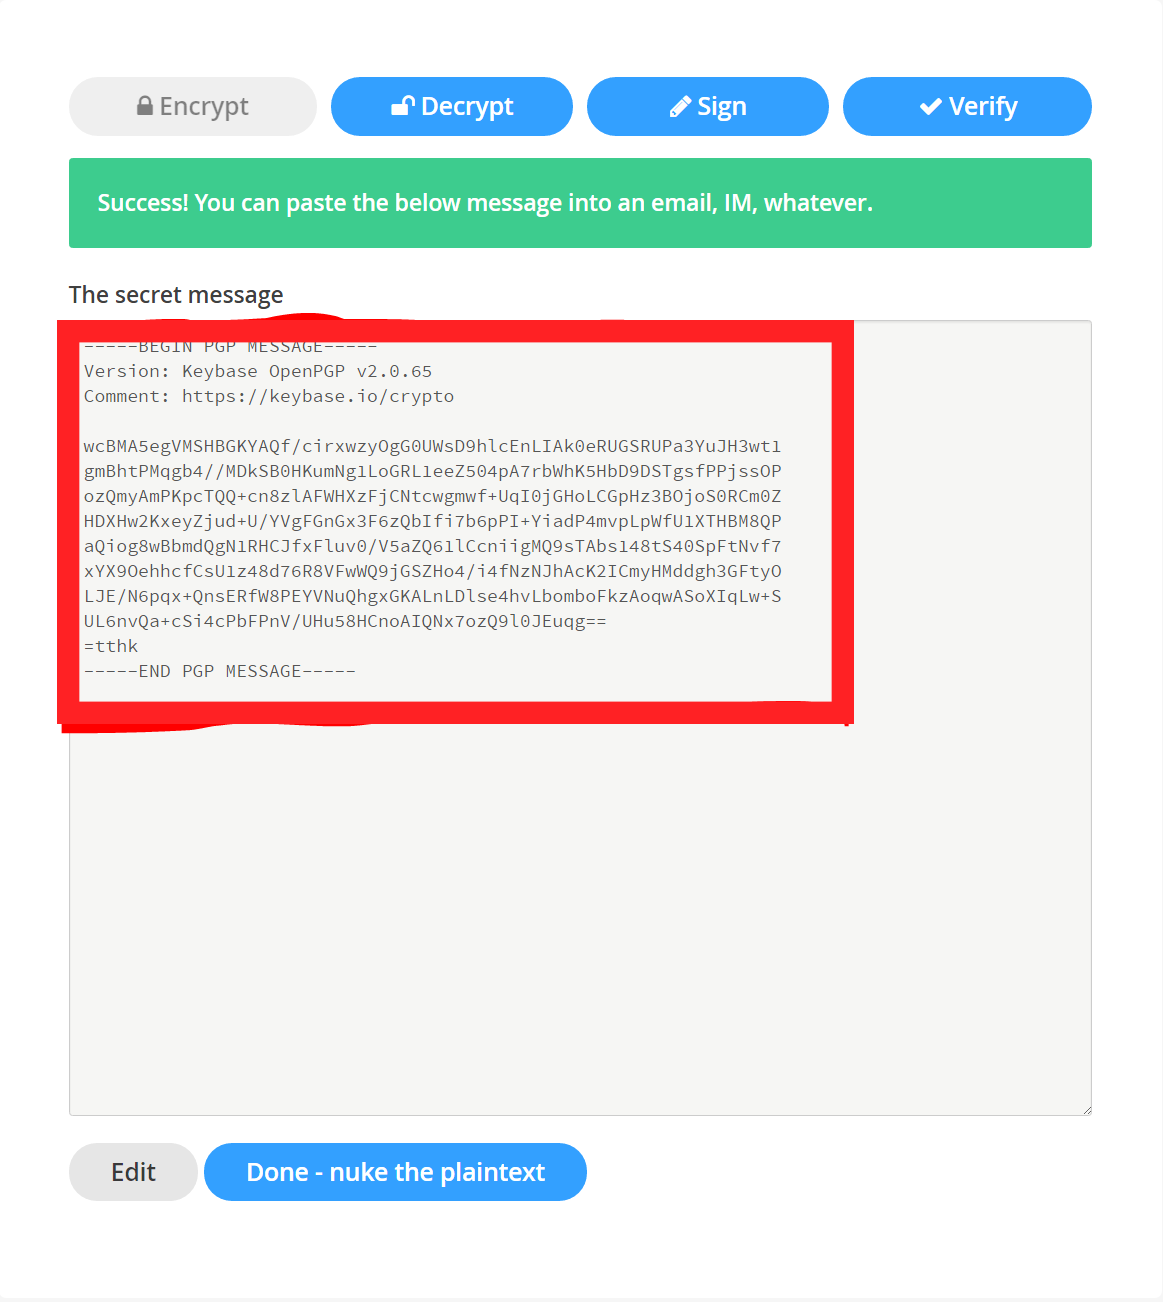 Encrypt
Decrypt
Sign
Verify
Success! You can paste the below message into an email, IM, whatever.
The secret message
-----BEGIN PGP MESSAGE-----
Version: Keybase OpenPGP v2.0.65
Comment: https://keybase.io/crypto
wcBMA5egVMSHBGKYAQf/cirxwzyOgG0UWsD9hlcEnLIAk0eRUGSRUPa3YuJH3wt1
gmBhtPMqgb4//MDkSB0HKumNg1LoGRL1eeZ504pA7rbWhK5HbD9DSTgsfPPjssOP
ozQmyAmPKpcTQQ+cn8zlAFWHXzFjCNtcwgmwf+UqI0jGHoLCGpHz3BOjoS0RCm0Z
HDXHw2KxeyZjud+U/YVgFGnGx3F6zQbIfi7b6pPI+YiadP4mvpLpWfU1XTHBM8QP
aQiog8wBbmdQgN1RHCJfxFluv0/V5aZQ61lCcniigMQ9sTAbs148tS40SpFtNvf7
xYX9OehhcfCsU1z48d76R8VFwWQ9jGSZHo4/i4fNzNJhAcK2ICmyHMddgh3GFtyO
LJE/N6pqx+QnsERfW8PEYVNuQhgxGKALnLDlse4hvLbomboFkzAoqwASoXIqLw+S
UL6nvQa+cSi4cPbFPnV/UHu58HCnoAIQNx7ozQ9l0JEuqg==
=tthk
-----END PGP MESSAGE-----
Edit
Done - nuke the plaintext